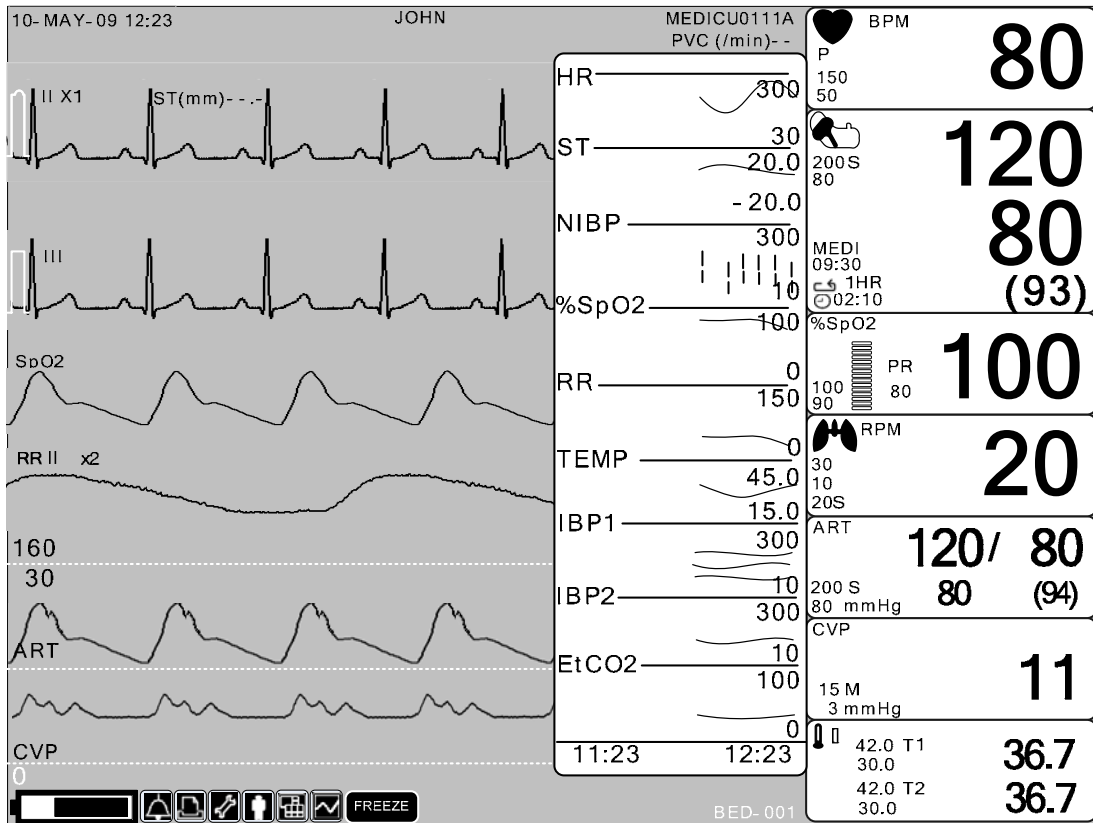 10-MAY-09 12:23 JOHN MEDICU0111A
PVC (/min)--
II X1 ST(mm)--.-
III
SpO2
RR II x2
160
30
ART
CVP
0
FREEZE
BED-001
HR
300
30
ST
20.0
-20.0
NIBP
300
10
%SpO2
100
0
RR
150
0
TEMP
45.0
15.0
IBP1
300
10
IBP2
300
10
EtCO2
100
0
11:23 12:23
BPM
80
P
150
50
120
200 S
80
80
MEDI
09:30
1HR
02:10
(93)
%SpO2
100
PR
100 80
90
RPM
20
30
10
20S
ART
120/ 80
200 S 80 (94)
80 mmHg
CVP
11
15 M
3 mmHg
42.0 T1 36.7
30.0
42.0 T2 36.7
30.0